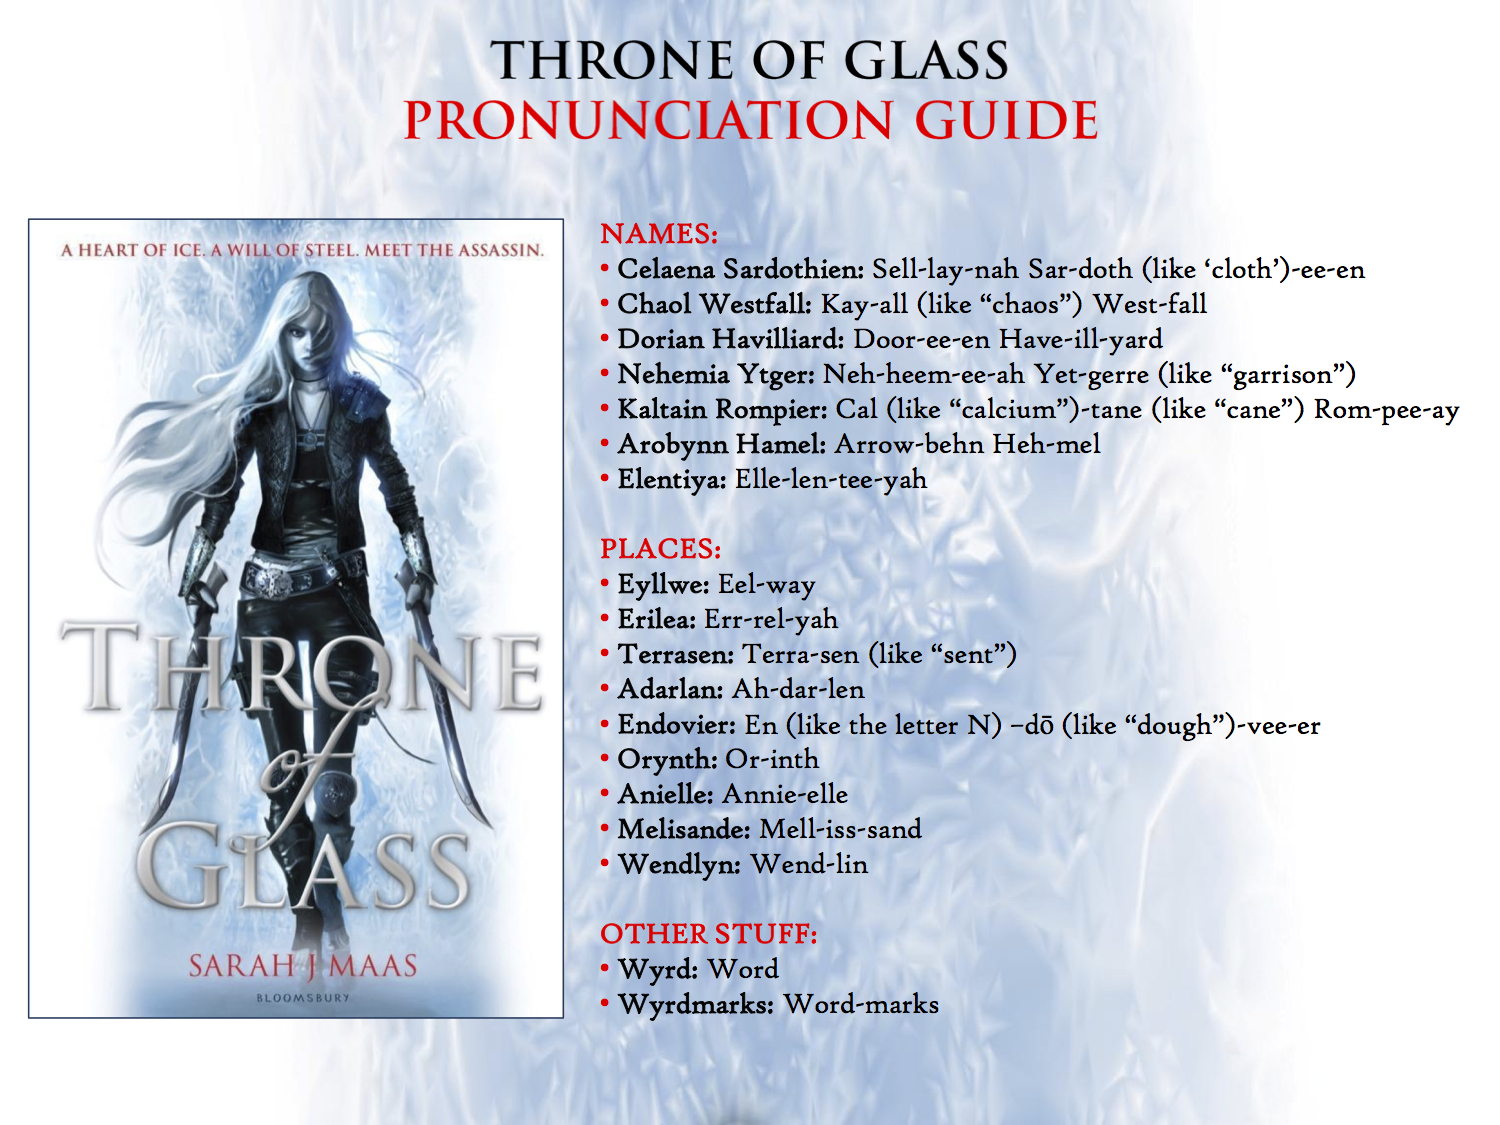 THRONE OF GLASS
PRONUNCIATION GUIDE
A HEART OF ICE. A WILL OF STEEL. MEET THE ASSASSIN.
THRONE
of
GLASS
SARAH J MAAS
BLOOMSBURY
NAMES:
• Celaena Sardothien: Sell-lay-nah Sar-doth (like ‘cloth’)-ee-en
• Chaol Westfall: Kay-all (like “chaos”) West-fall
• Dorian Havilliard: Door-ee-en Have-ill-yard
• Nehemia Ytger: Neh-heem-ee-ah Yet-gerre (like “garrison”)
• Kaltain Rompier: Cal (like “calcium”)-tane (like “cane”) Rom-pee-ay
• Arobynn Hamel: Arrow-behn Heh-mel
• Elentiya: Elle-len-tee-yah
PLACES:
• Eyllwe: Eel-way
• Erilea: Err-rel-yah
• Terrasen: Terra-sen (like “sent”)
• Adarlan: Ah-dar-len
• Endovier: En (like the letter N) –dō (like “dough”)-vee-er
• Orynth: Or-inth
• Anielle: Annie-elle
• Melisande: Mell-iss-sand
• Wendlyn: Wend-lin
OTHER STUFF:
• Wyrd: Word
• Wyrdmarks: Word-marks